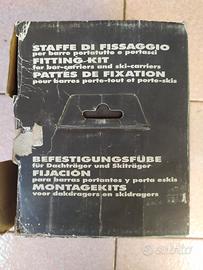 STAFFE DI FISSAGGIO
per barre portatutto e portasci
FITTING-KIT
for bar-carriers and ski-carriers
PATTES DE FIXATION
pour barres porte-tout et porte-skis
BEFESTIGUNGSFÜBE
für Dachträger und Skiträger
FIJACIÓN
para barras portantes y porta eskis
MONTAGEKITS
voor dakdragers en skidragers
subito